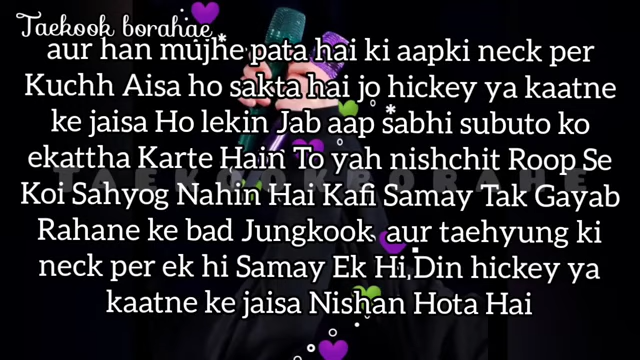 Taekook borahae
aur han mujhe pata hai ki aapki neck per
Kuchh Aisa ho sakta hai jo hickey ya kaatne
ke jaisa Ho lekin Jab aap sabhi subuto ko
ekattha Karte Hain To yah nishchit Roop Se
TAEKOOK BORAHAE
Koi Sahyog Nahin Hai Kafi Samay Tak Gayab
Rahane ke bad Jungkook aur taehyung ki
neck per ek hi Samay Ek Hi,Din hickey ya
kaatne ke jaisa Nishan Hota Hai